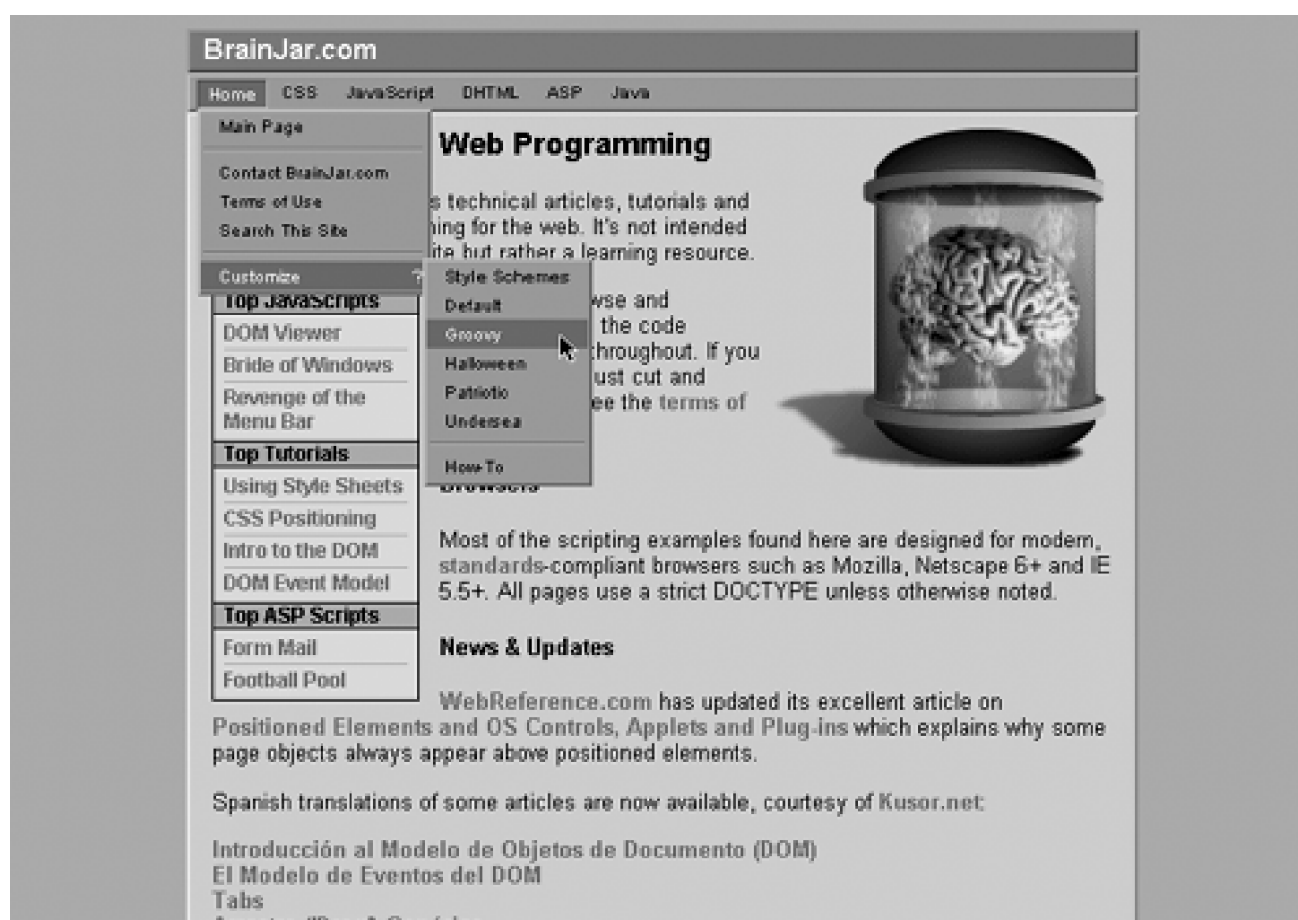 BrainJar.com
Home CSS JavaScript DHTML ASP Java
Main Page
Contact BrainJar.com
Terms of Use
Search This Site
Customize ?
Style Schemes
Default
Groovy
Halloween
Patriotic
Undersea
How-To
Top JavaScripts
DOM Viewer
Bride of Windows
Revenge of the
Menu Bar
Top Tutorials
Using Style Sheets
CSS Positioning
Intro to the DOM
DOM Event Model
Top ASP Scripts
Form Mail
Football Pool
Web Programming
s technical articles, tutorials and
ing for the web. It's not intended
ite but rather a learning resource.
wse and
the code
throughout. If you
ust cut and
ee the terms of
Browsers
Most of the scripting examples found here are designed for modern,
standards-compliant browsers such as Mozilla, Netscape 6+ and IE
5.5+. All pages use a strict DOCTYPE unless otherwise noted.
News & Updates
WebReference.com has updated its excellent article on
Positioned Elements and OS Controls, Applets and Plug-ins which explains why some
page objects always appear above positioned elements.
Spanish translations of some articles are now available, courtesy of Kusor.net:
Introducción al Modelo de Objetos de Documento (DOM)
El Modelo de Eventos del DOM
Tabs